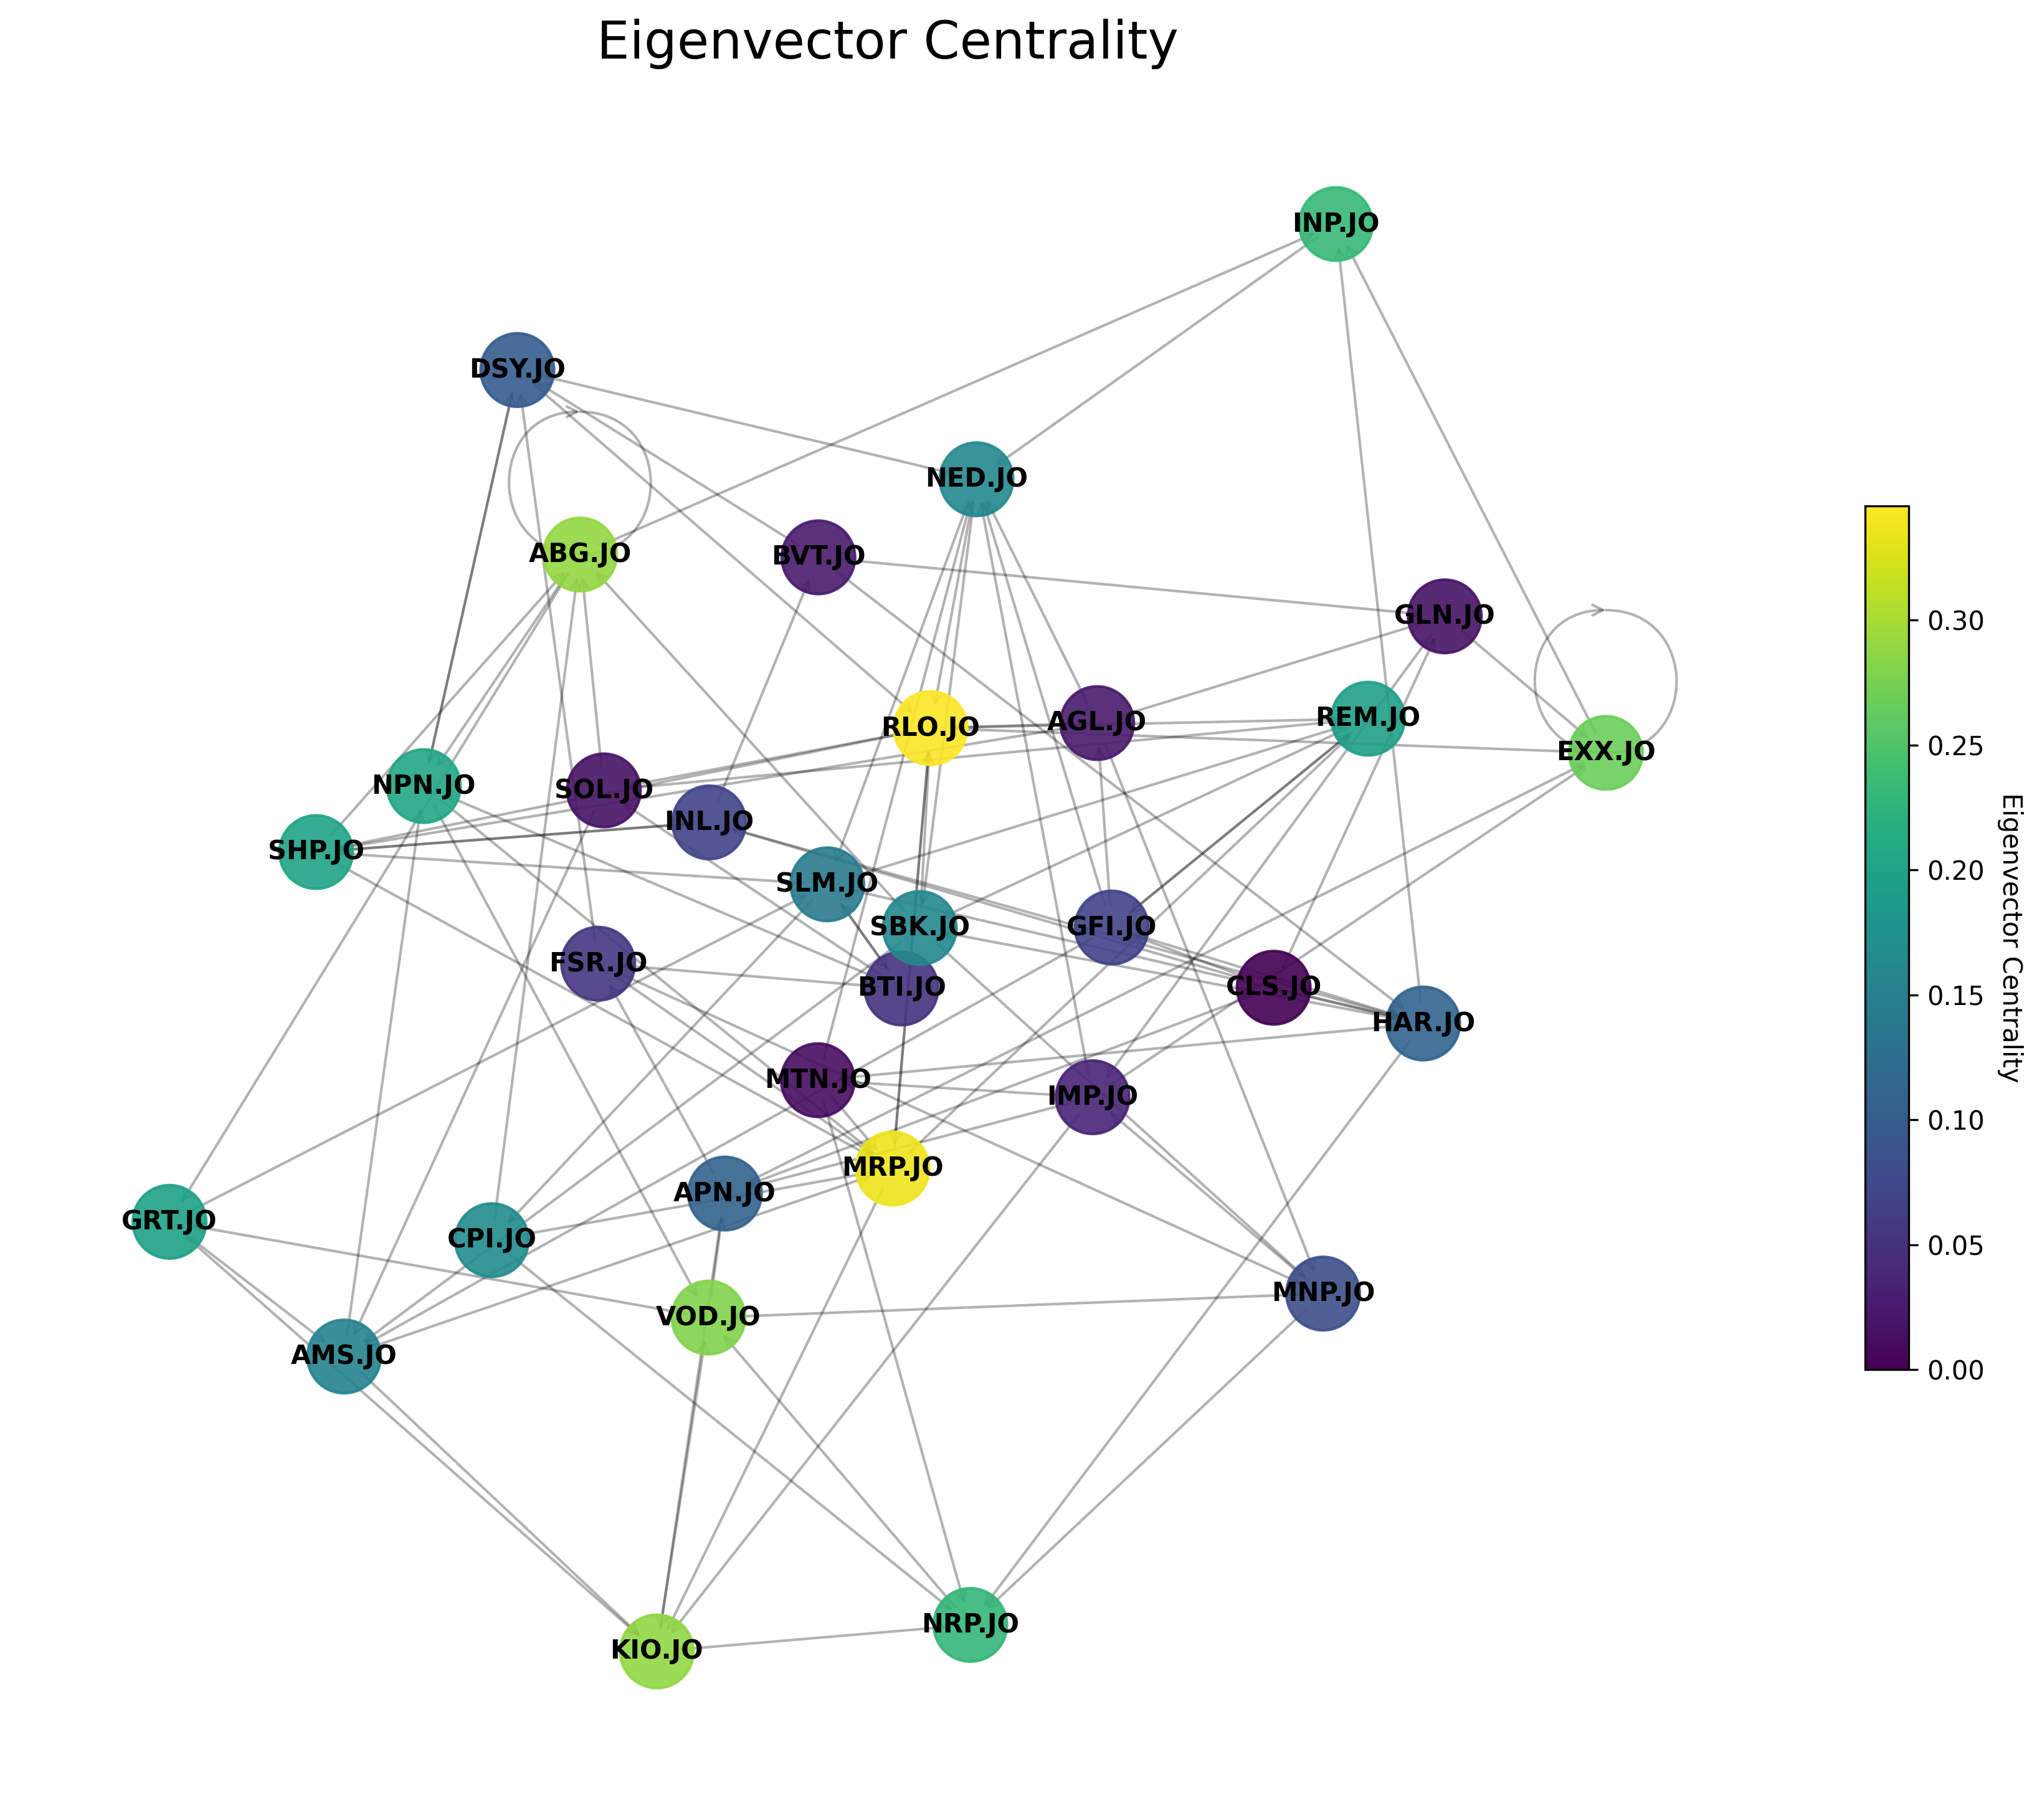 Eigenvector Centrality
INP.JO
DSY.JO
NED.JO
ABG.JO
BVT.JO
GLN.JO
RLO.JO
AGL.JO
REM.JO
EXX.JO
NPN.JO
SOL.JO
INL.JO
SHP.JO
SLM.JO
SBK.JO
GFI.JO
FSR.JO
BTI.JO
CLS.JO
HAR.JO
MTN.JO
IMP.JO
MRP.JO
APN.JO
GRT.JO
CPI.JO
MNP.JO
VOD.JO
AMS.JO
NRP.JO
KIO.JO
0.30
0.25
0.20
0.15
0.10
0.05
0.00
Eigenvector Centrality